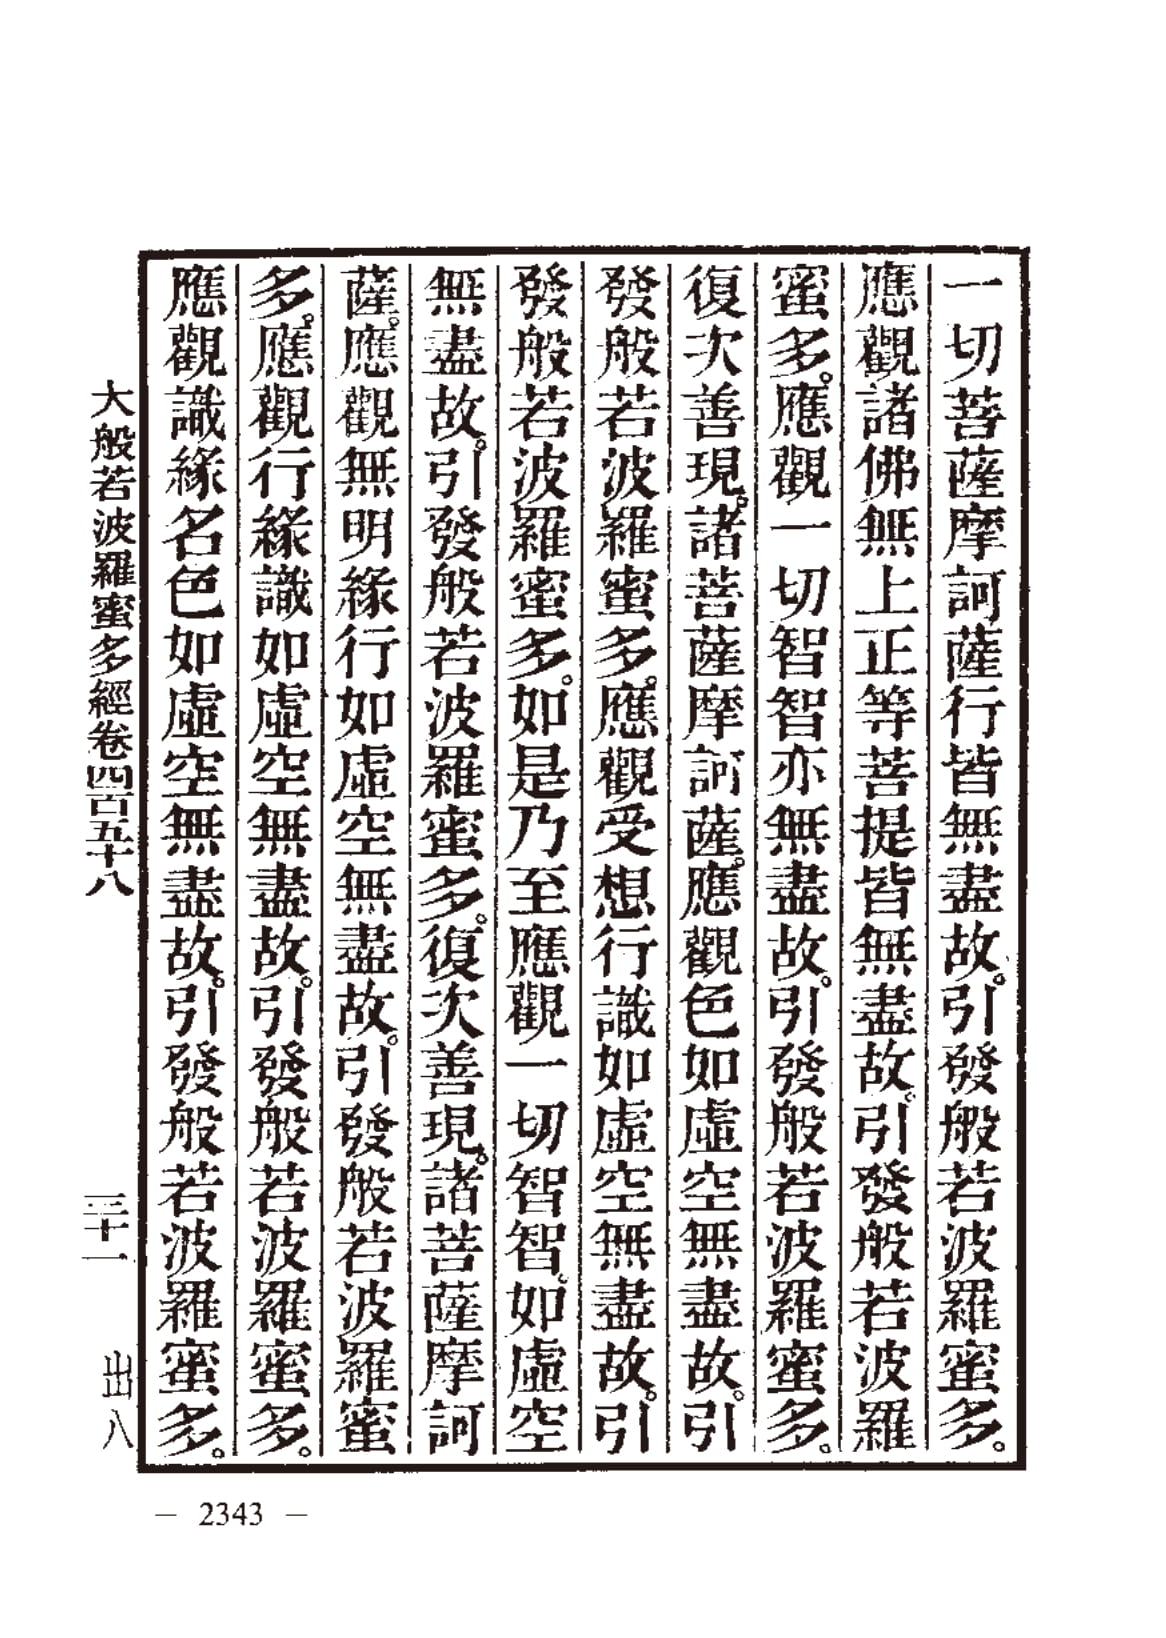 一切菩薩摩訶薩行皆無盡故。引發般若波羅蜜多。
應觀諸佛無上正等菩提皆無盡故。引發般若波羅
蜜多。應觀一切智智亦無盡故。引發般若波羅蜜多。
復次善現。諸菩薩摩訶薩。應觀色如虛空無盡故。引
發般若波羅蜜多。應觀受想行識如虛空無盡故。引
發般若波羅蜜多。如是乃至應觀一切智智。如虛空
無盡故。引發般若波羅蜜多。復次善現。諸菩薩摩訶
薩。應觀無明緣行如虛空無盡故。引發般若波羅蜜
多。應觀行緣識如虛空無盡故。引發般若波羅蜜多。
應觀識緣名色如虛空無盡故。引發般若波羅蜜多。
大般若波羅蜜多經卷四百五十八 三十一 出八
— 2343 —